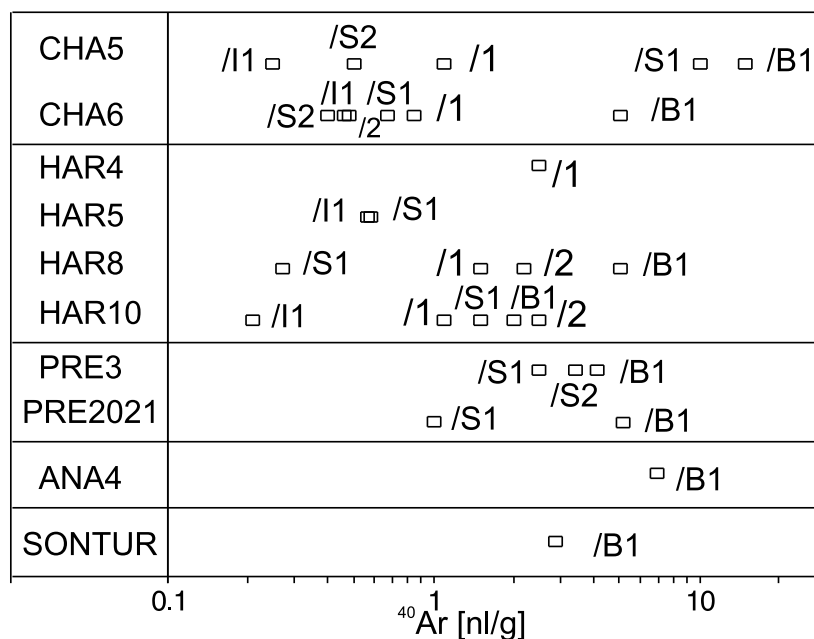 /S2
CHA5 /I1 /1 /S1 /B1
/I1 /S1
CHA6 /S2 /2 /1 /B1
HAR4 /1
HAR5 /I1 /S1
HAR8 /S1 /1 /2 /B1
/S1 /B1
HAR10 /I1 /1 /2
PRE3 /S1 /B1
/S2
PRE2021 /S1 /B1
ANA4 /B1
SONTUR /B1
0.1 1 10
⁴⁰Ar [nl/g]